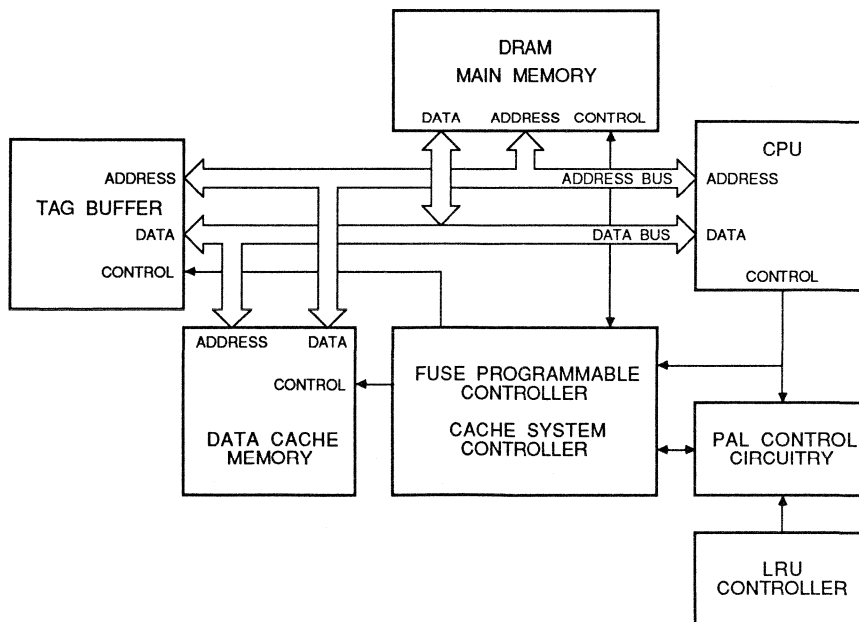 DRAM
MAIN MEMORY
DATA ADDRESS CONTROL
CPU
ADDRESS
ADDRESS BUS
ADDRESS
TAG BUFFER
DATA
DATA BUS
DATA
CONTROL
CONTROL
ADDRESS DATA
CONTROL
DATA CACHE
MEMORY
FUSE PROGRAMMABLE
CONTROLLER
CACHE SYSTEM
CONTROLLER
PAL CONTROL
CIRCUITRY
LRU
CONTROLLER